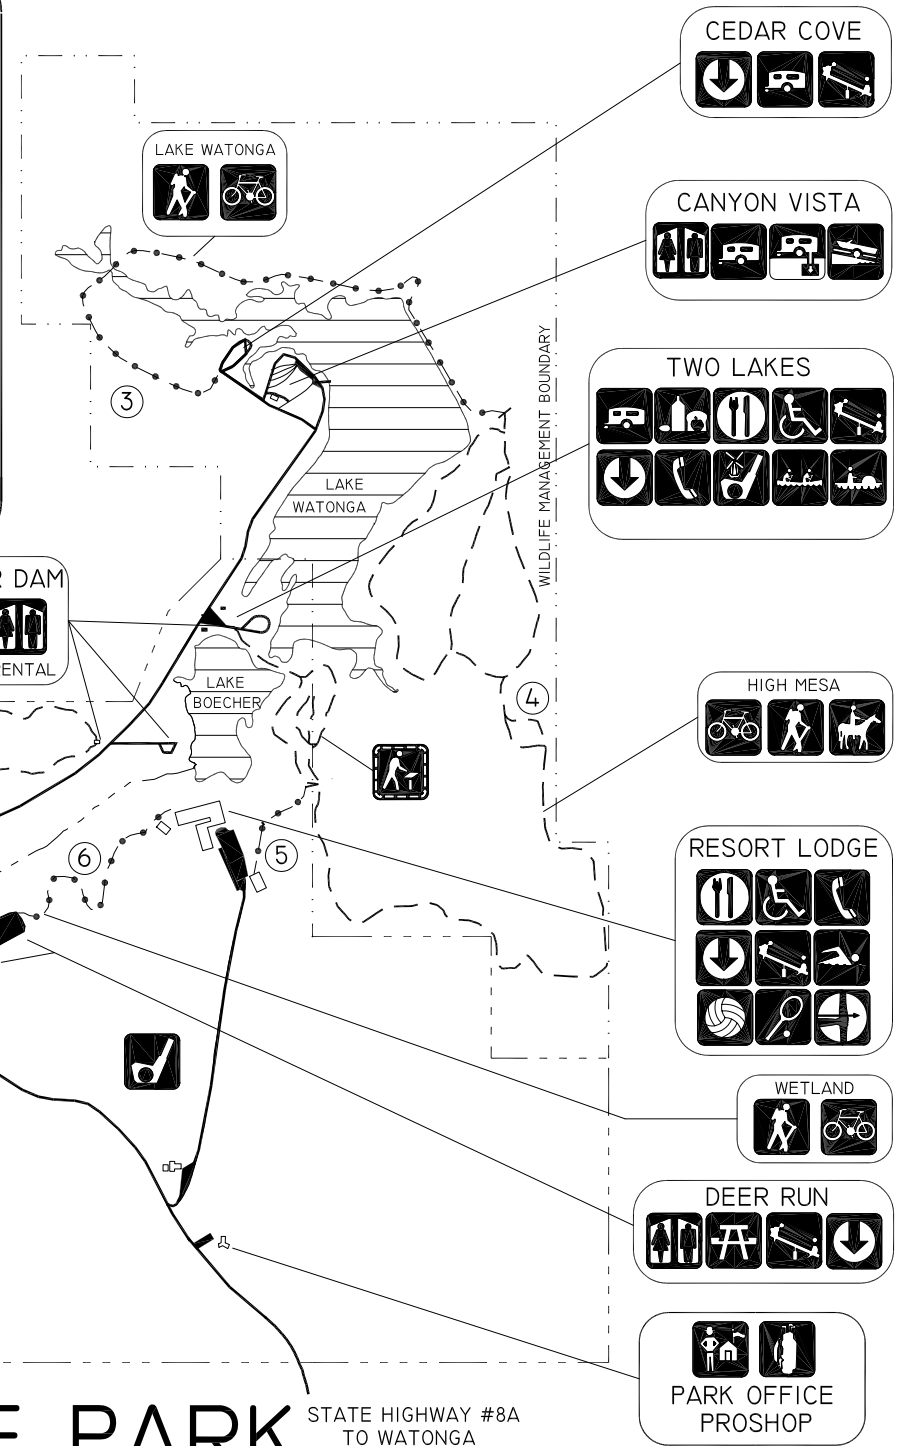 CEDAR COVE
LAKE WATONGA
CANYON VISTA
WILDLIFE MANAGEMENT BOUNDARY
TWO LAKES
3
LAKE
WATONGA
R DAM
RENTAL
LAKE
BOECHER
4
HIGH MESA
6
5
RESORT LODGE
WETLAND
DEER RUN
PARK OFFICE
PROSHOP
E PARK
STATE HIGHWAY #8A
TO WATONGA